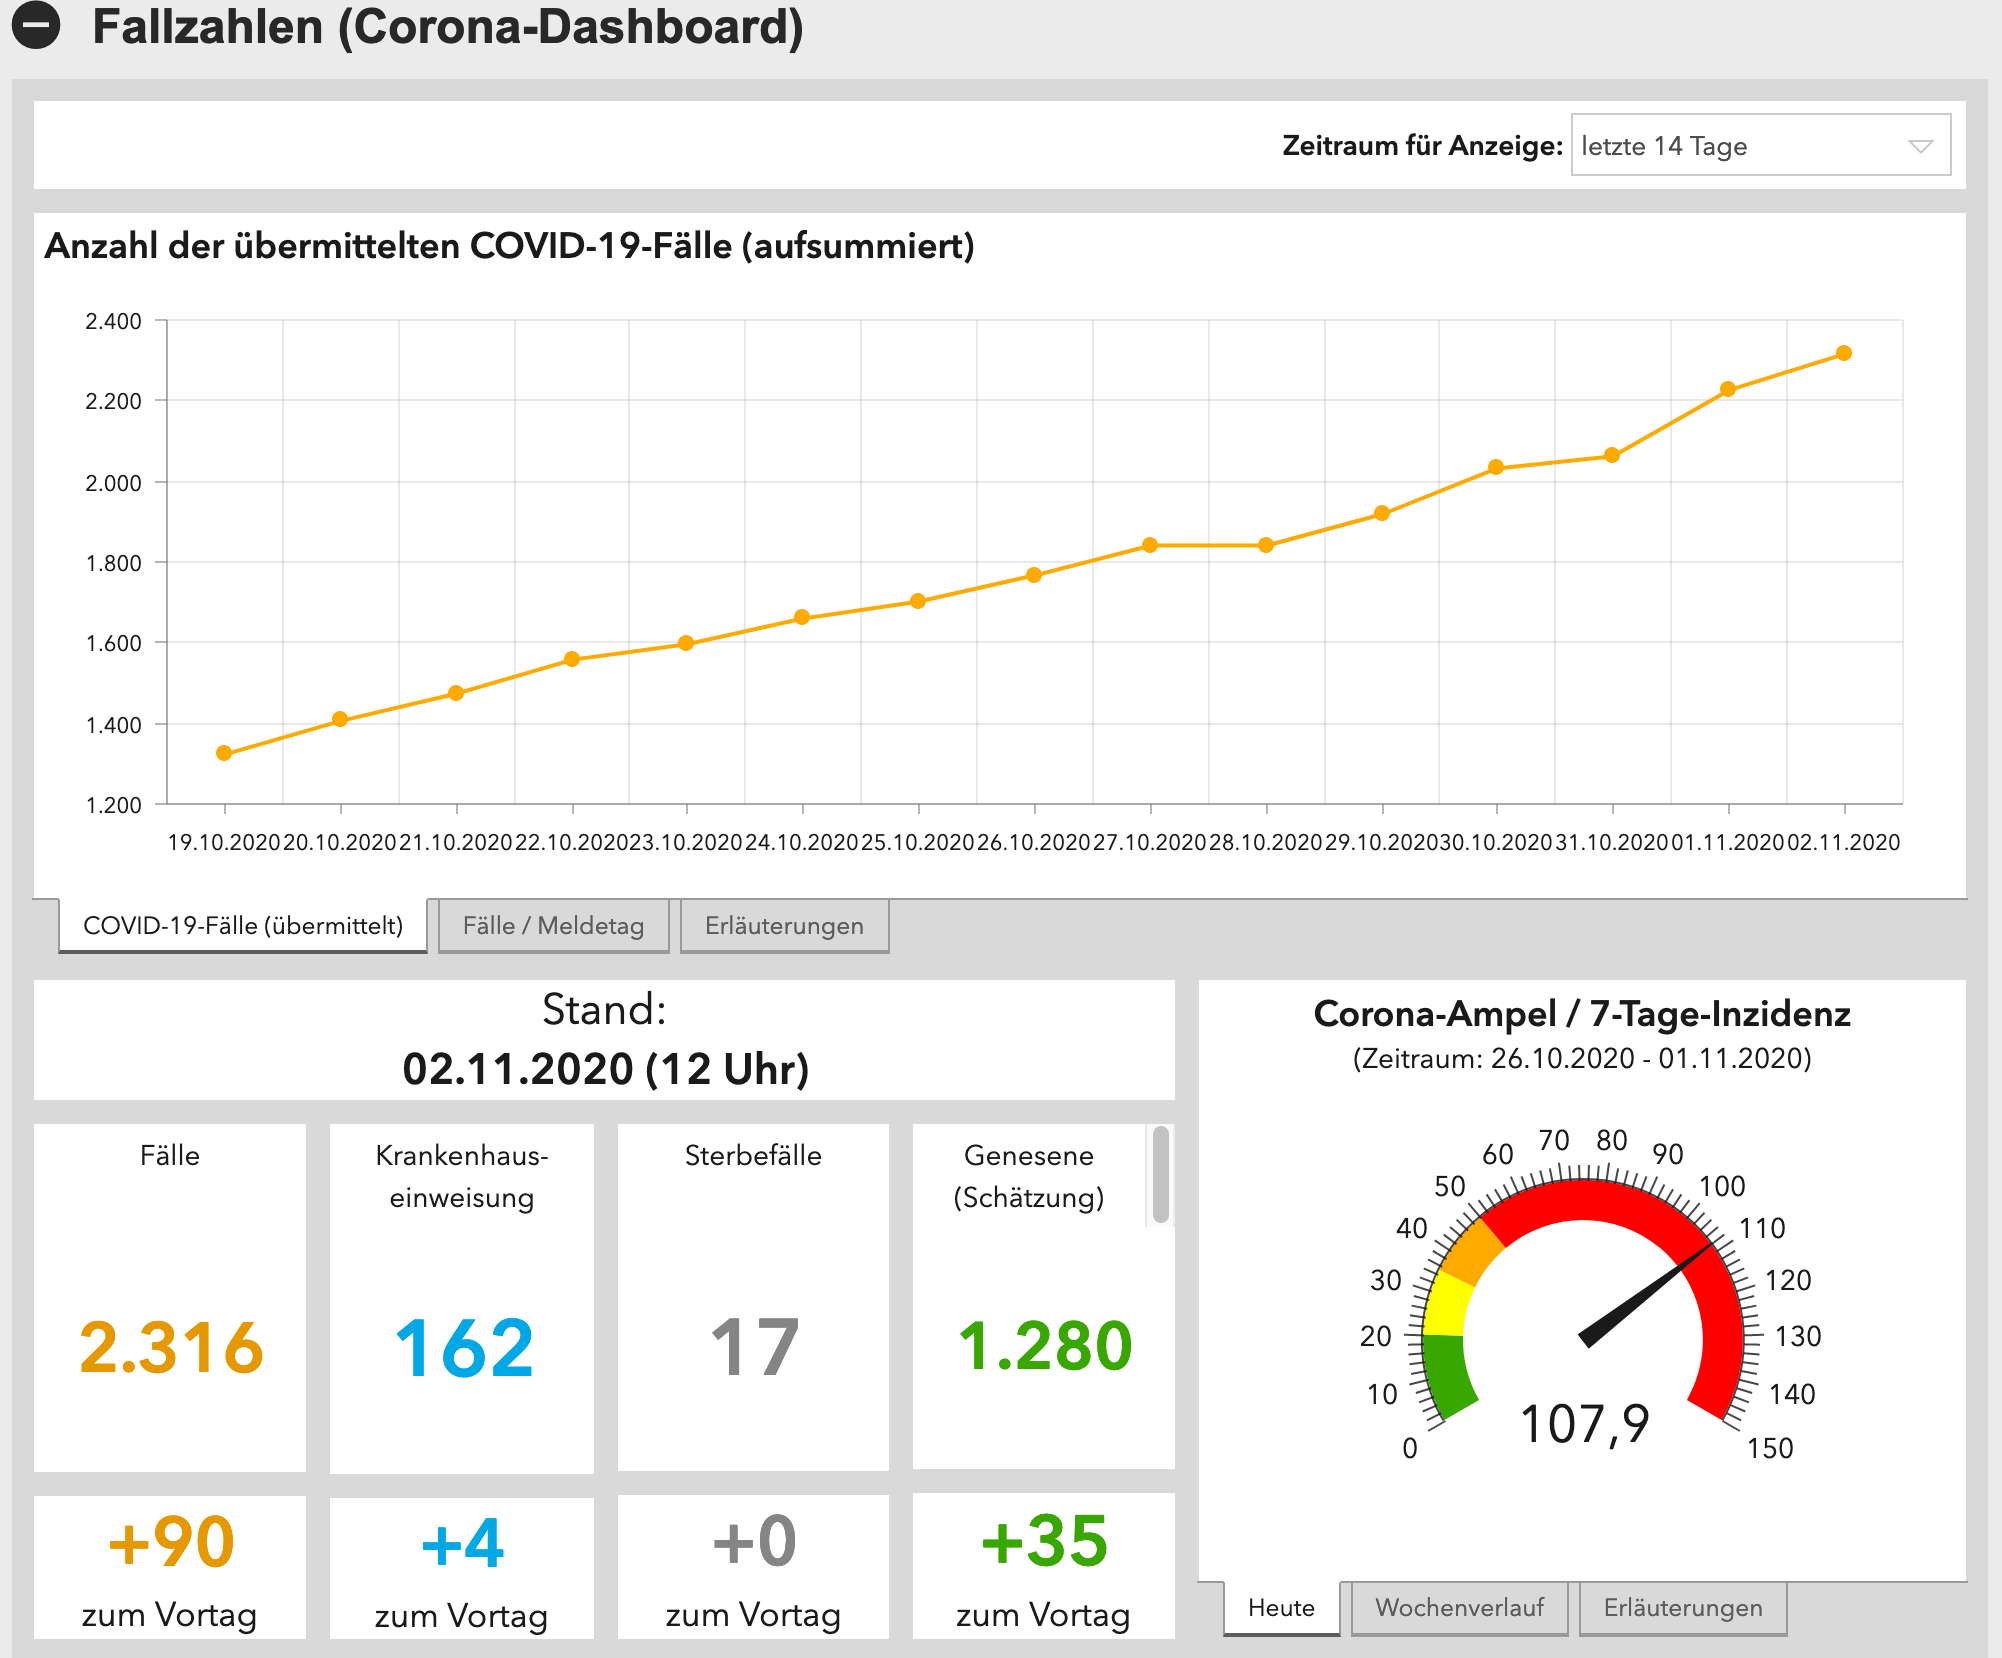 Fallzahlen (Corona-Dashboard)
Zeitraum für Anzeige: letzte 14 Tage
Anzahl der übermittelten COVID-19-Fälle (aufsummiert)
2.400
2.200
2.000
1.800
1.600
1.400
1.200
19.10.2020 20.10.2020 21.10.2020 22.10.2020 23.10.2020 24.10.2020 25.10.2020 26.10.2020 27.10.2020 28.10.2020 29.10.2020 30.10.2020 31.10.2020 01.11.2020 02.11.2020
COVID-19-Fälle (übermittelt) Fälle / Meldetag Erläuterungen
Stand:
02.11.2020 (12 Uhr)
Fälle
2.316
+90
zum Vortag
Krankenhaus-
einweisung
162
+4
zum Vortag
Sterbefälle
17
+0
zum Vortag
Genesene
(Schätzung)
1.280
+35
zum Vortag
Corona-Ampel / 7-Tage-Inzidenz
(Zeitraum: 26.10.2020 - 01.11.2020)
0
10
20
30
40
50
60
70
80
90
100
110
120
130
140
150
107,9
Heute Wochenverlauf Erläuterungen